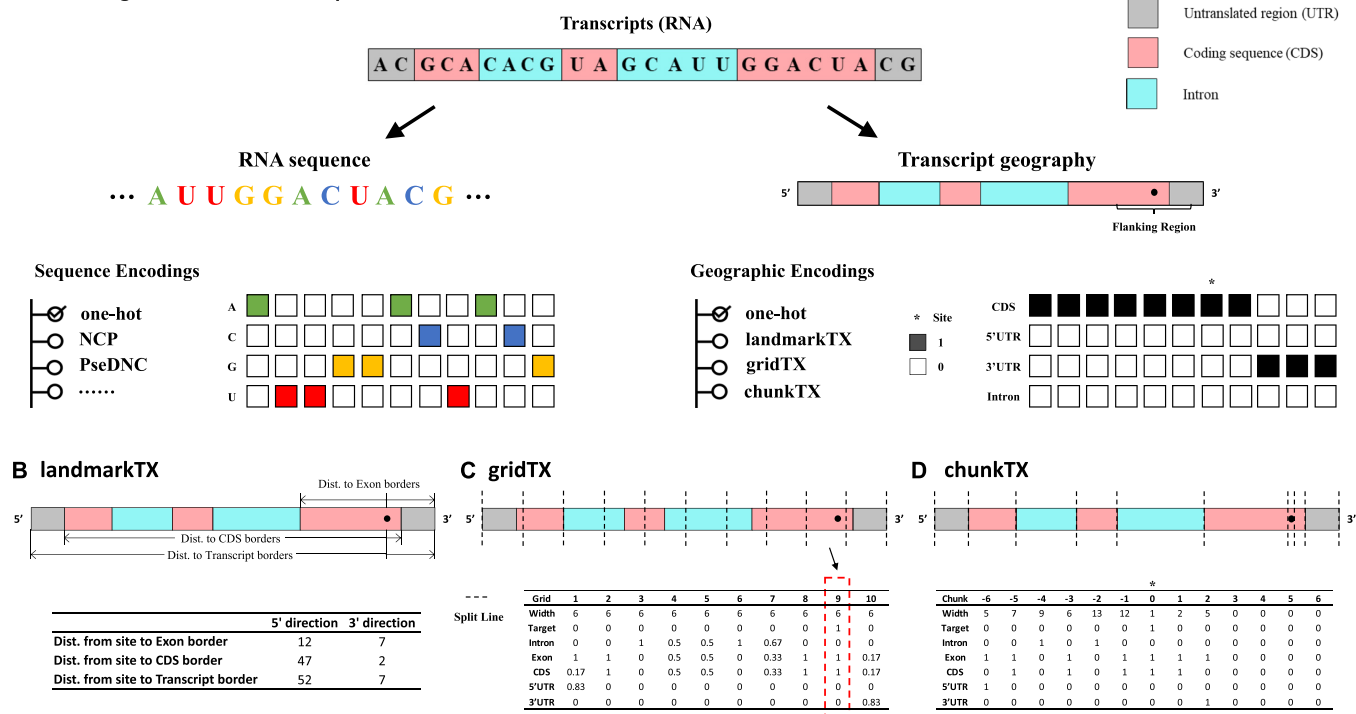 Transcripts (RNA)
Untranslated region (UTR)
Coding sequence (CDS)
Intron
A C G C A C A C G U A G C A U U G G A C U A C G
RNA sequence
··· A U U G G A C U A C G ···
Transcript geography
5’ 3’
Flanking Region
Sequence Encodings
one-hot
NCP
PseDNC
······
A
C
G
U
Geographic Encodings
one-hot
landmarkTX
gridTX
chunkTX
* Site
1
0
*
CDS
5’UTR
3’UTR
Intron
B landmarkTX
Dist. to Exon borders
5’ 3’
Dist. to CDS borders
Dist. to Transcript borders
5' direction 3' direction
Dist. from site to Exon border 12 7
Dist. from site to CDS border 47 2
Dist. from site to Transcript border 52 7
C gridTX
5’ 3’
Split Line
Grid 1 2 3 4 5 6 7 8 9 10
Width 6 6 6 6 6 6 6 6 6 6
Target 0 0 0 0 0 0 0 0 1 0
Intron 0 0 1 0.5 0.5 1 0.67 0 0 0
Exon 1 1 0 0.5 0.5 0 0.33 1 1 0.17
CDS 0.17 1 0 0.5 0.5 0 0.33 1 1 0.17
5’UTR 0.83 0 0 0 0 0 0 0 0 0
3’UTR 0 0 0 0 0 0 0 0 0 0.83
D chunkTX
5’ 3’
*
Chunk -6 -5 -4 -3 -2 -1 0 1 2 3 4 5 6
Width 5 7 9 6 13 12 1 2 5 0 0 0 0
Target 0 0 0 0 0 0 1 0 0 0 0 0 0
Intron 0 0 1 0 1 0 0 0 0 0 0 0 0
Exon 1 1 0 1 0 1 1 1 1 0 0 0 0
CDS 0 1 0 1 0 1 1 1 0 0 0 0 0
5’UTR 1 0 0 0 0 0 0 0 0 0 0 0 0
3’UTR 0 0 0 0 0 0 0 0 1 0 0 0 0